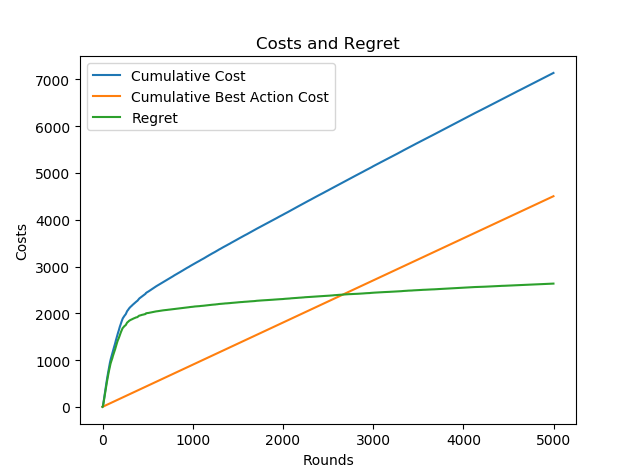 Costs and Regret
Cumulative Cost
Cumulative Best Action Cost
Regret
7000
6000
5000
4000
3000
2000
1000
0
Costs
0 1000 2000 3000 4000 5000
Rounds